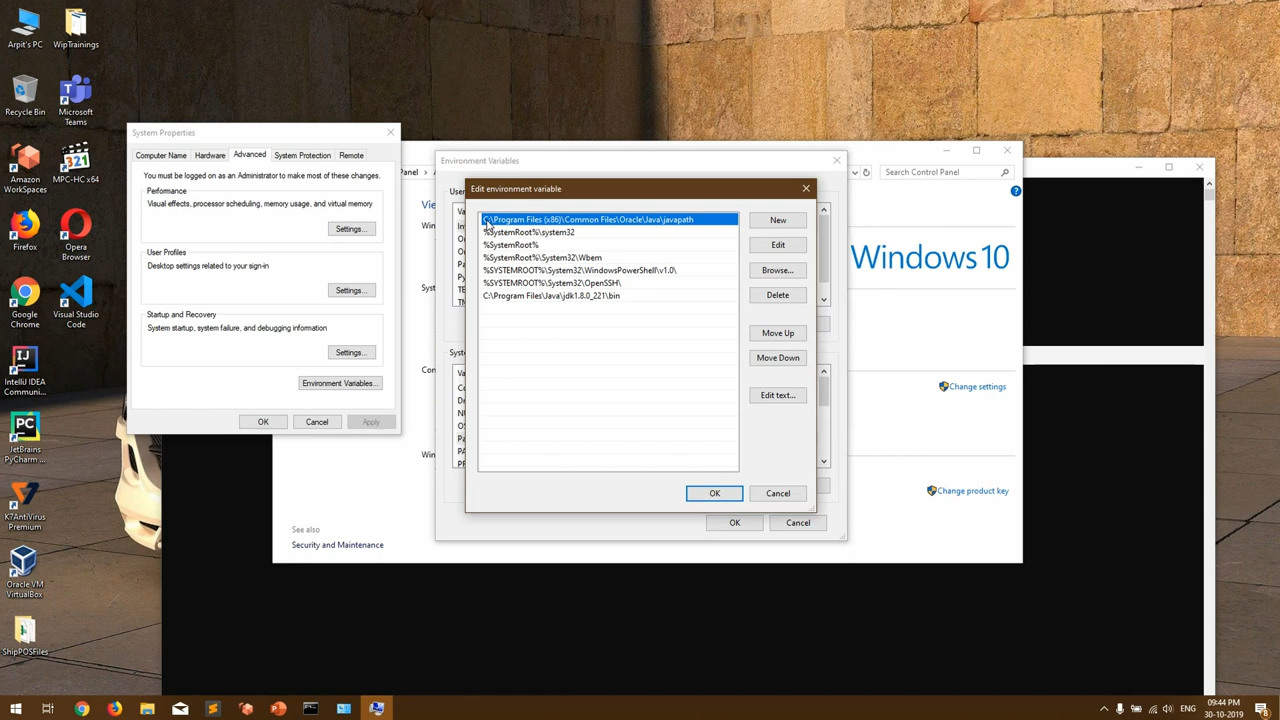 Arpit's PC
WipTrainings
Recycle Bin
Microsoft
Teams
Amazon
WorkSpaces
321
MPC-HC x64
Firefox
Opera
Browser
Google
Chrome
Visual Studio
Code
IntelliJ IDEA
Communi...
JetBrains
PyCharm ...
K7AntiVirus
Premium
Oracle VM
VirtualBox
ShipPOSFiles
System Properties
Computer Name
Hardware
Advanced
System Protection
Remote
You must be logged on as an Administrator to make most of these changes.
Performance
Visual effects, processor scheduling, memory usage, and virtual memory
Settings...
User Profiles
Desktop settings related to your sign-in
Settings...
Startup and Recovery
System startup, system failure, and debugging information
Settings...
Environment Variables...
OK
Cancel
Apply
Panel
Search Control Panel
Windows 10
Change settings
Change product key
See also
Security and Maintenance
Environment Variables
OK
Cancel
Edit environment variable
C:\Program Files (x86)\Common Files\Oracle\Java\javapath
%SystemRoot%\system32
%SystemRoot%
%SystemRoot%\System32\Wbem
%SYSTEMROOT%\System32\WindowsPowerShell\v1.0\
%SYSTEMROOT%\System32\OpenSSH\
C:\Program Files\Java\jdk1.8.0_221\bin
New
Edit
Browse...
Delete
Move Up
Move Down
Edit text...
OK
Cancel
ENG
09:44 PM
30-10-2019